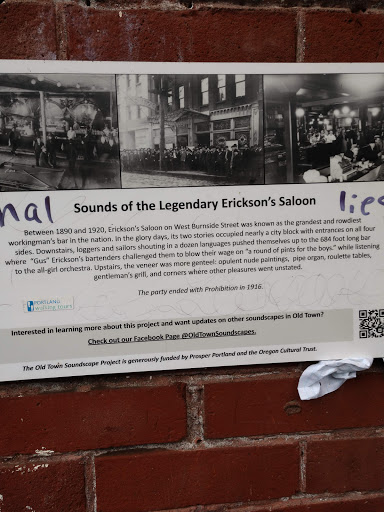 nal
Sounds of the Legendary Erickson's Saloon
lies
Between 1890 and 1920, Erickson's Saloon on West Burnside Street was known as the grandest and rowdiest
workingman's bar in the nation. In the glory days, its two stories occupied nearly a city block with entrances on all four
sides. Downstairs, loggers and sailors shouting in a dozen languages pushed themselves up to the 684 foot long bar
where "Gus" Erickson's bartenders challenged them to blow their wage on "a round of pints for the boys" while listening
to the all-girl orchestra. Upstairs, the veneer was more genteel: opulent nude paintings, pipe organ, roulette tables,
gentleman's grill, and corners where other pleasures went unstated.
The party ended with Prohibition in 1916.
PORTLAND
walking tours
Interested in learning more about this project and want updates on other soundscapes in Old Town?
Check out our Facebook Page @OldTownSoundscapes.
The Old Town Soundscape Project is generously funded by Prosper Portland and the Oregon Cultural Trust.